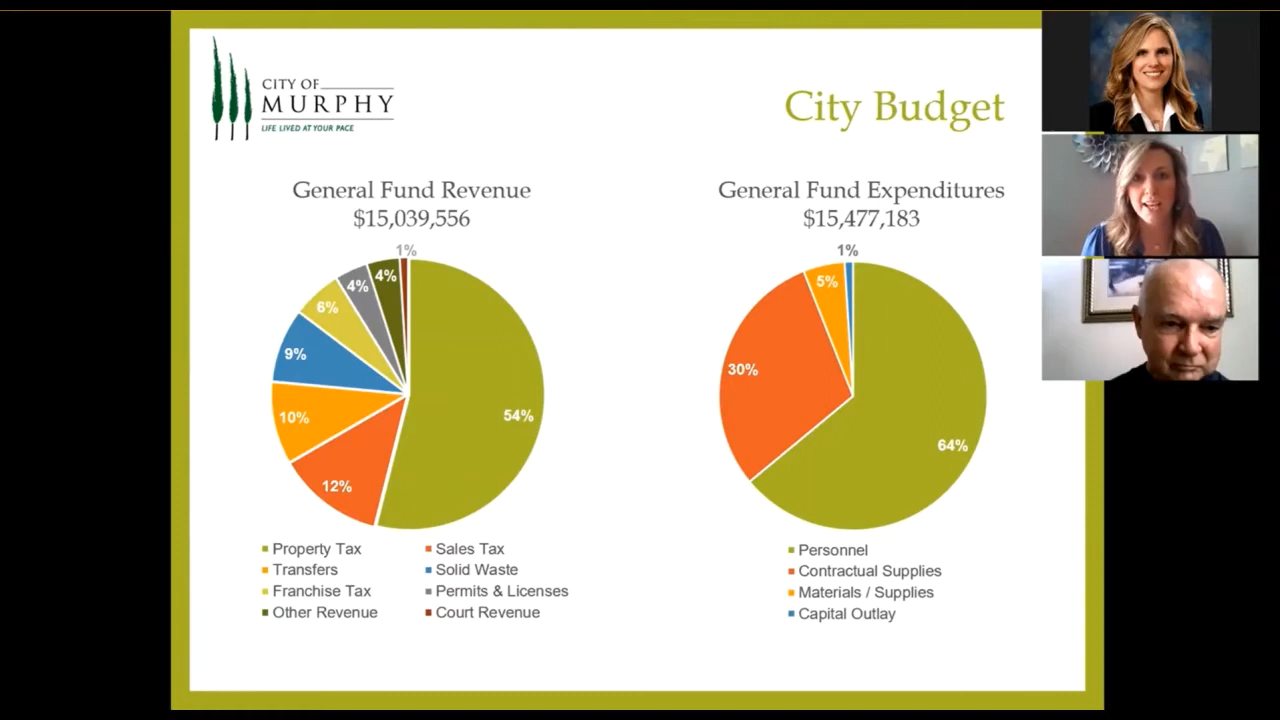 CITY OF
MURPHY
LIFE LIVED AT YOUR PACE
City Budget
General Fund Revenue
$15,039,556
1%
4%
4%
6%
9%
10%
12%
54%
Property Tax
Sales Tax
Transfers
Solid Waste
Franchise Tax
Permits & Licenses
Other Revenue
Court Revenue
General Fund Expenditures
$15,477,183
1%
5%
30%
64%
Personnel
Contractual Supplies
Materials / Supplies
Capital Outlay